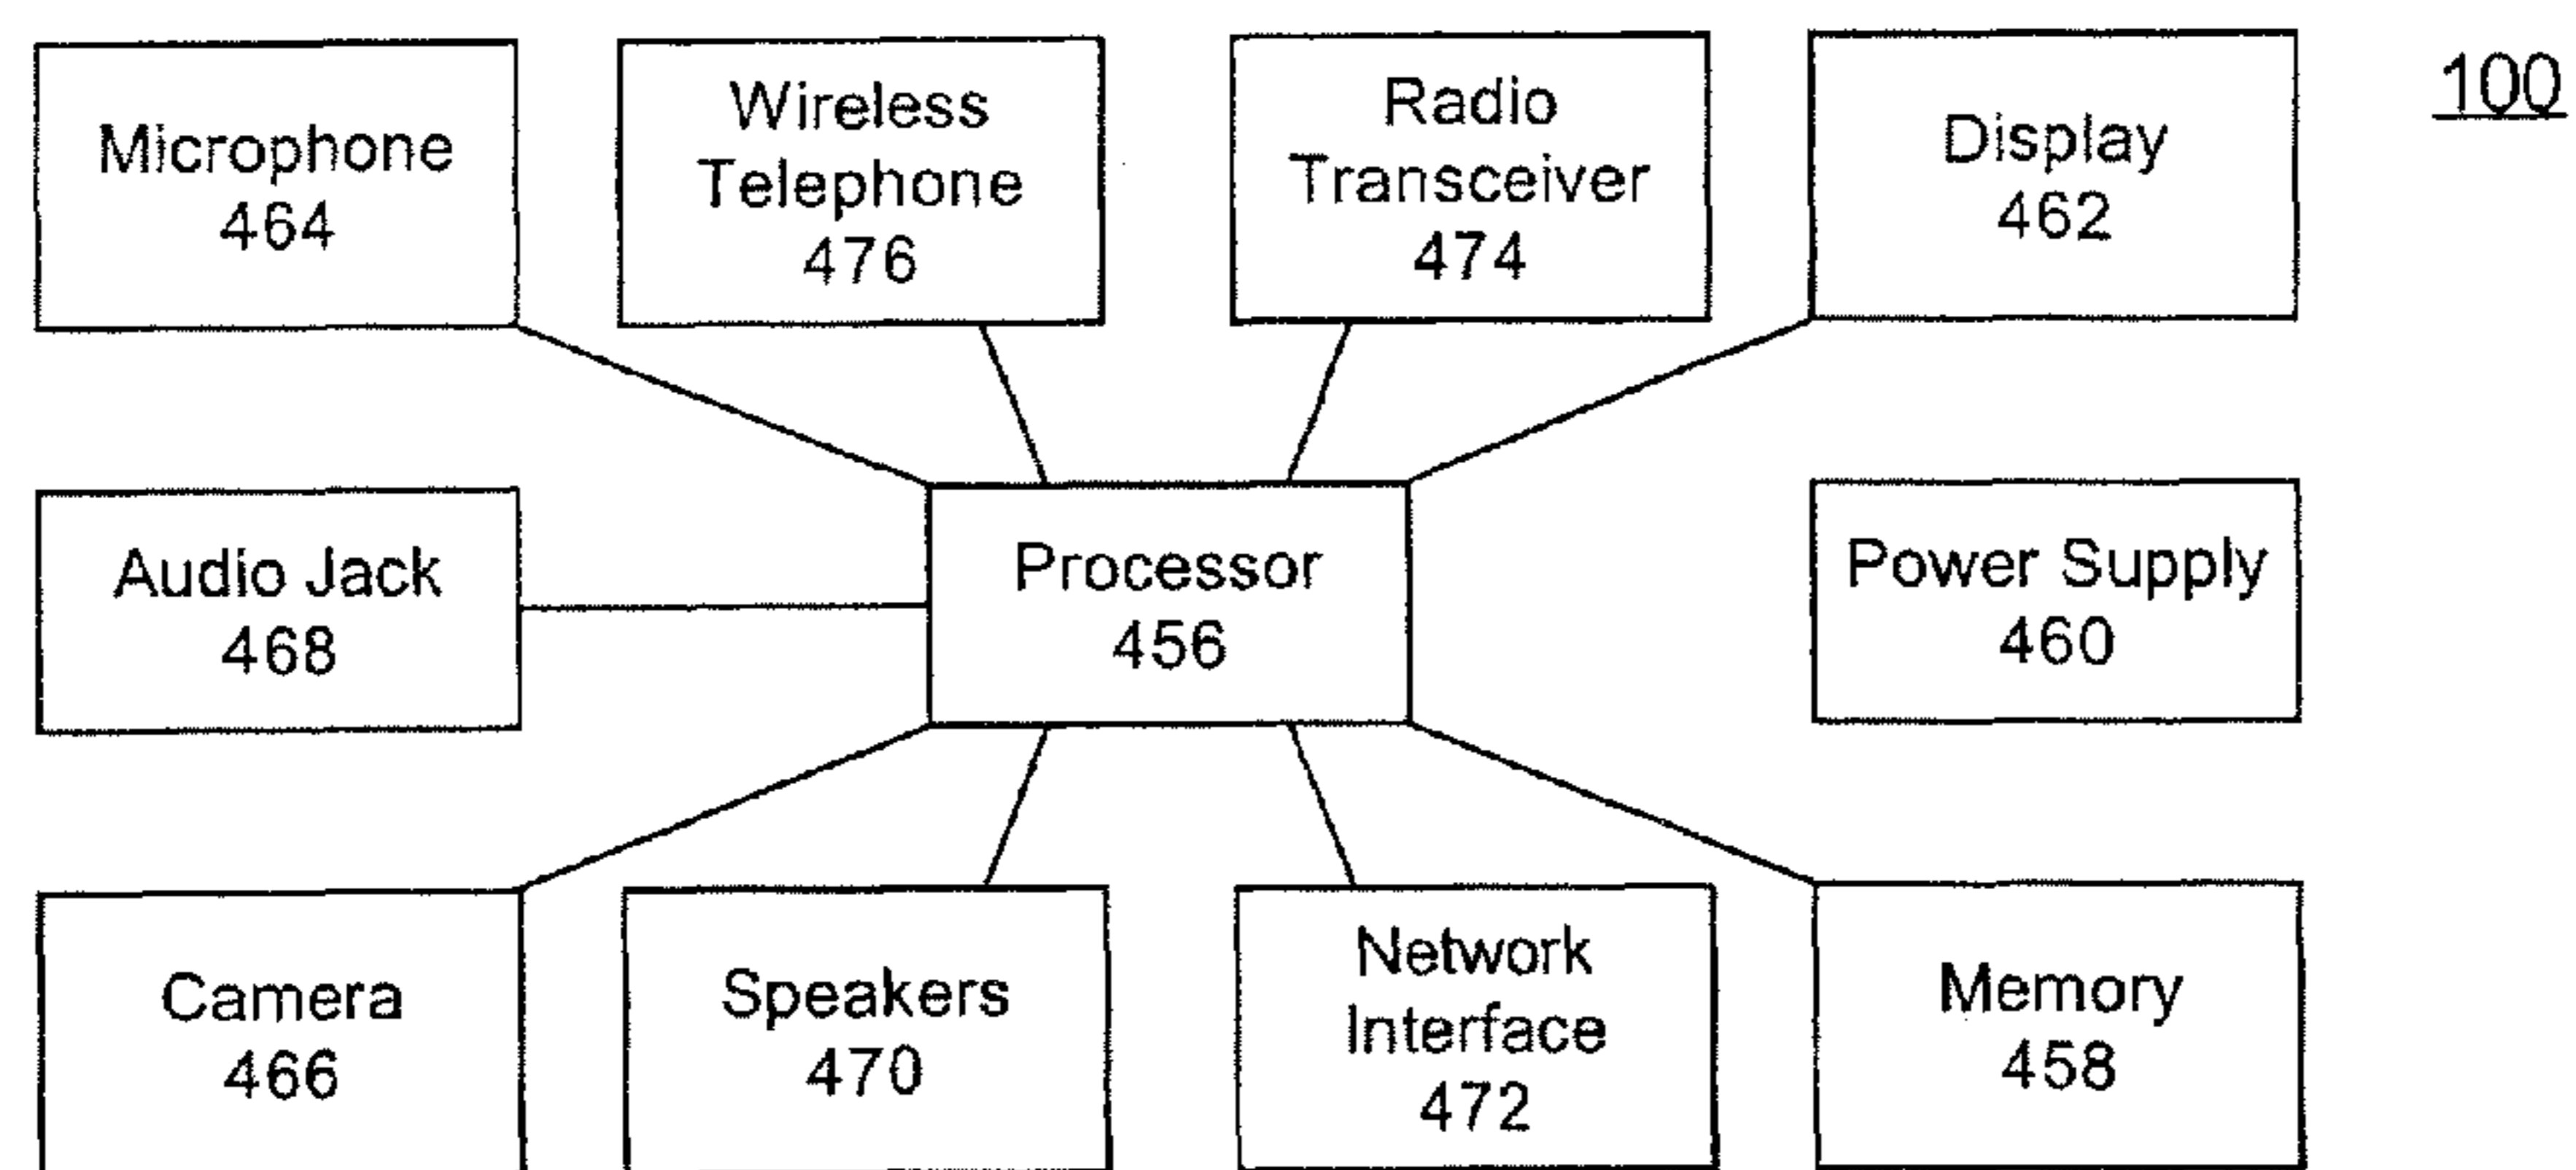 Microphone
464
Wireless
Telephone
476
Radio
Transceiver
474
Display
462
100
Audio Jack
468
Processor
456
Power Supply
460
Camera
466
Speakers
470
Network
Interface
472
Memory
458